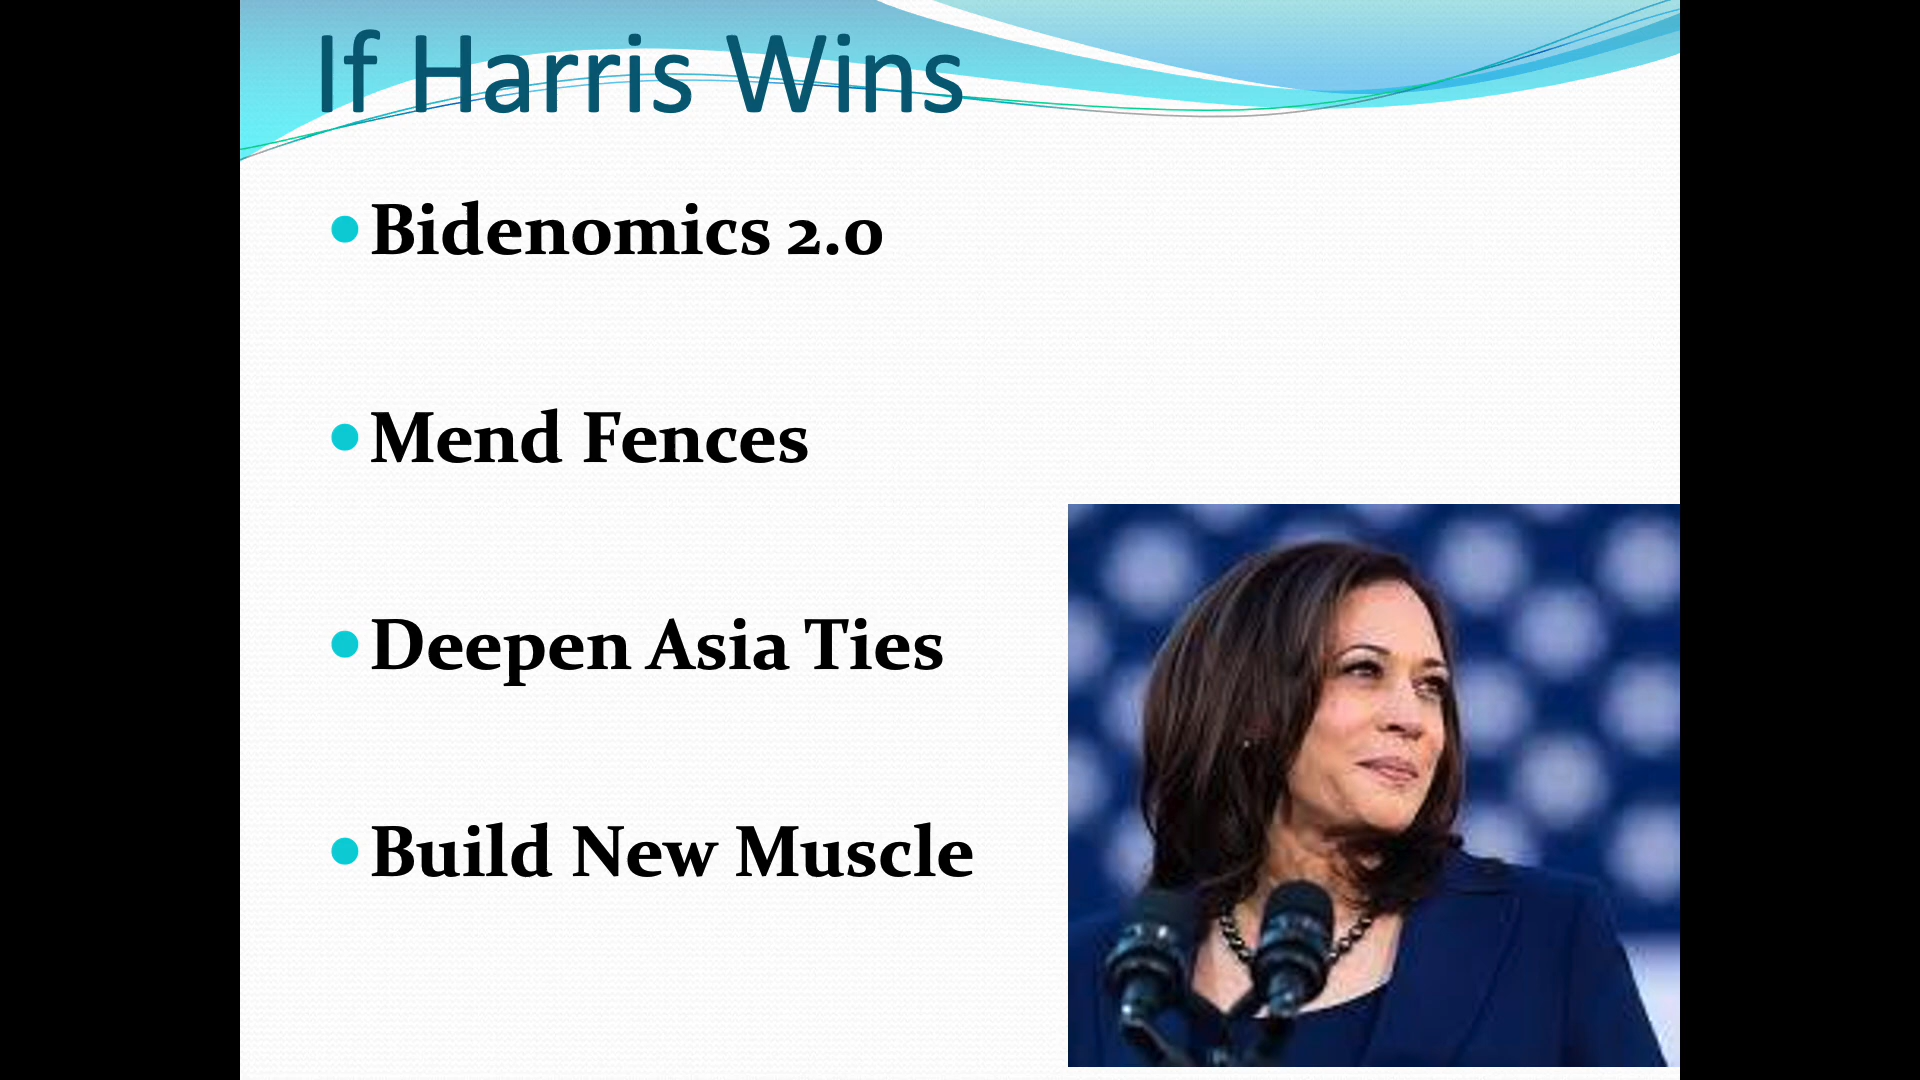 If Harris Wins
Bidenomics 2.0
Mend Fences
Deepen Asia Ties
Build New Muscle